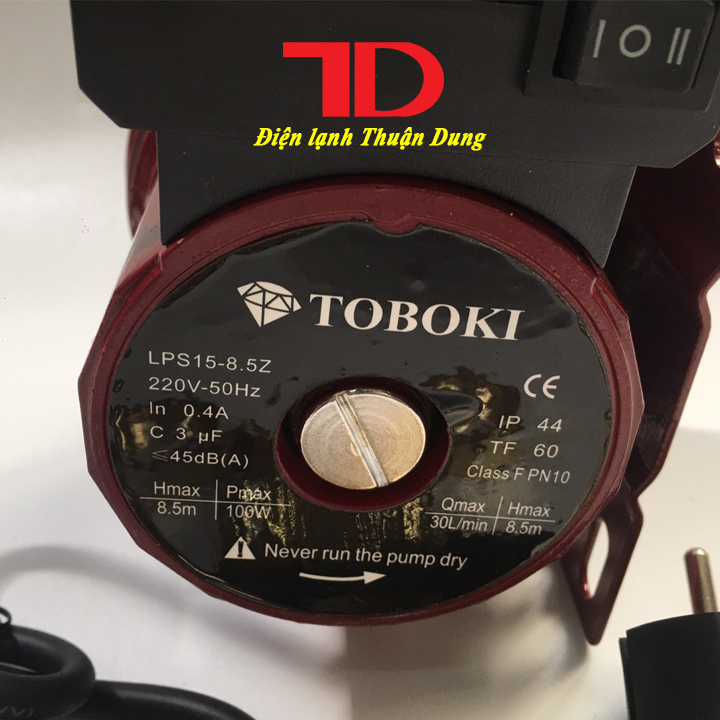 I O II
TD
Điện lạnh Thuận Dung
TOBOKI
LPS15-8.5Z
220V-50Hz
In 0.4A
C 3 µF
≤45dB(A)
Hmax Pmax
8.5m 100W
CE
IP 44
TF 60
Class F PN10
Qmax Hmax
30L/min 8.5m
Never run the pump dry